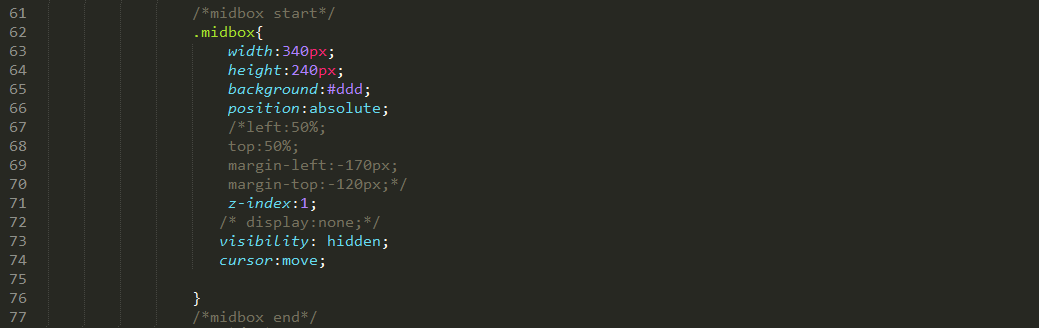 61 /*midbox start*/
62 .midbox{
63 width:340px;
64 height:240px;
65 background:#ddd;
66 position:absolute;
67 /*left:50%;
68 top:50%;
69 margin-left:-170px;
70 margin-top:-120px;*/
71 z-index:1;
72 /* display:none;*/
73 visibility: hidden;
74 cursor:move;
75
76 }
77 /*midbox end*/